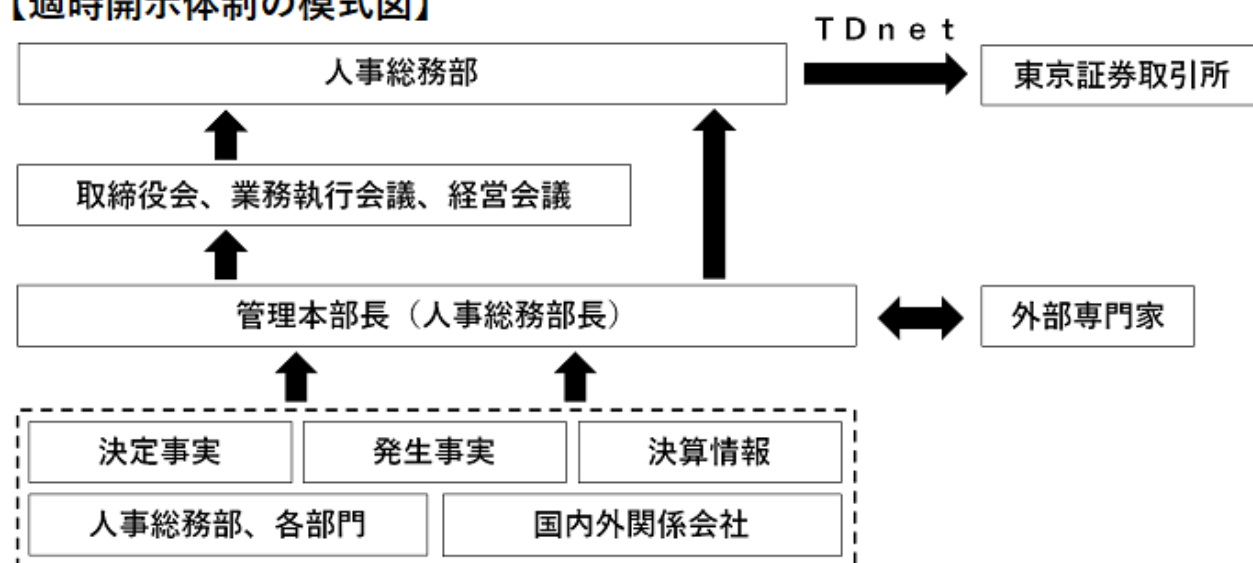 【適時開示体制の模式図】
TDnet
人事総務部
東京証券取引所
取締役会、業務執行会議、経営会議
管理本部長(人事総務部長)
外部専門家
決定事実
発生事実
決算情報
人事総務部、各部門
国内外関係会社